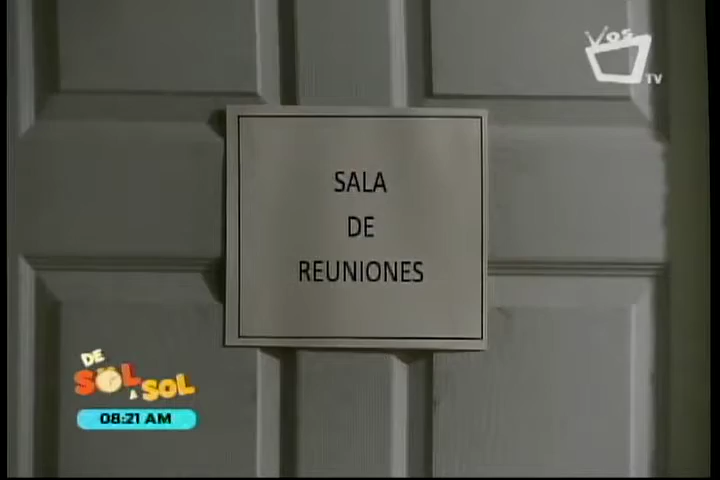 VOS
TV
SALA
DE
REUNIONES
DE
SOL
A
SOL
08:21 AM